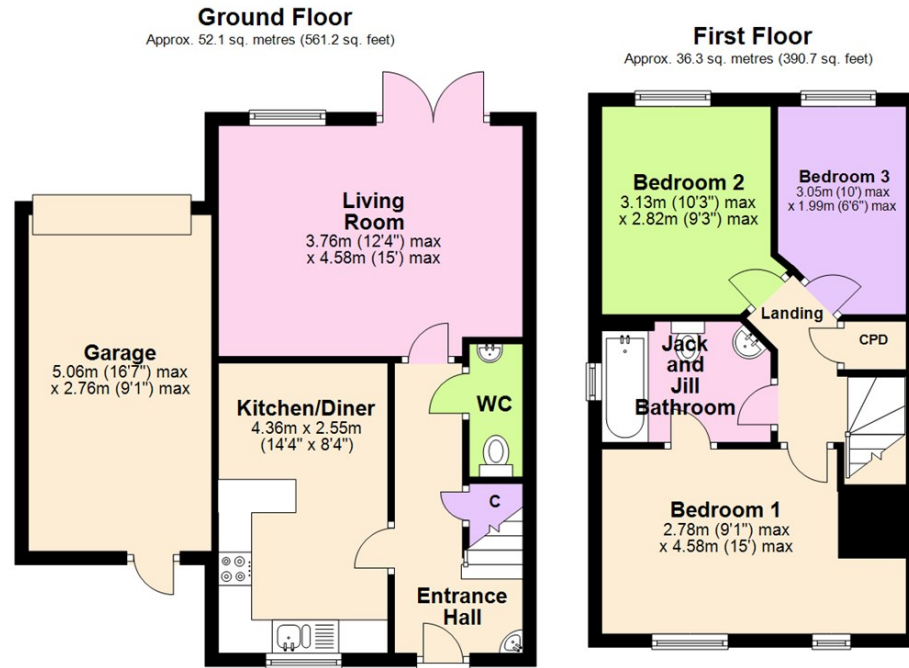 Ground Floor
Approx. 52.1 sq. metres (561.2 sq. feet)
Living
Room
3.76m (12'4") max
x 4.58m (15') max
Garage
5.06m (16'7") max
x 2.76m (9'1") max
Kitchen/Diner
4.36m x 2.55m
(14'4" x 8'4")
WC
C
Entrance
Hall
First Floor
Approx. 36.3 sq. metres (390.7 sq. feet)
Bedroom 2
3.13m (10'3") max
x 2.82m (9'3") max
Bedroom 3
3.05m (10') max
x 1.99m (6'6") max
Landing
CPD
Jack
and
Jill
Bathroom
Bedroom 1
2.78m (9'1") max
x 4.58m (15') max